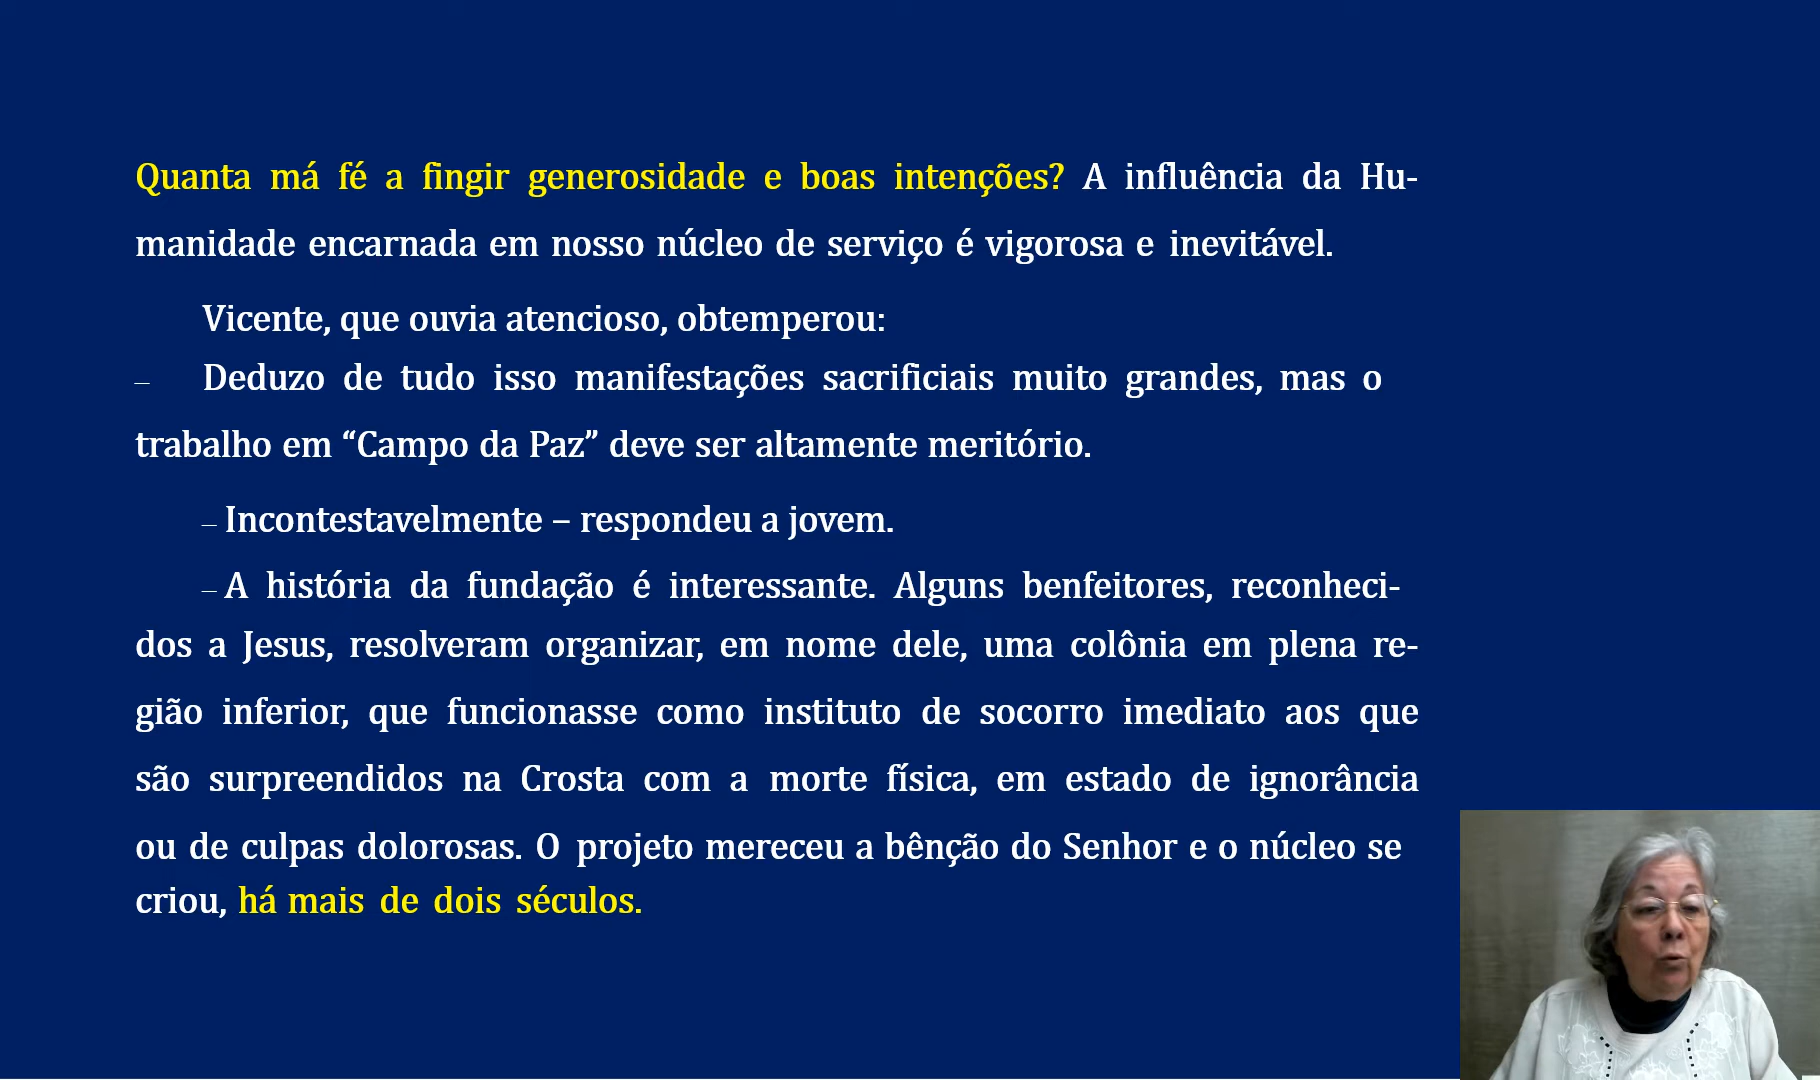 Quanta má fé a fingir generosidade e boas intenções? A influência da Hu-
manidade encarnada em nosso núcleo de serviço é vigorosa e inevitável.
Vicente, que ouvia atencioso, obtemperou:
– Deduzo de tudo isso manifestações sacrificiais muito grandes, mas o
trabalho em “Campo da Paz” deve ser altamente meritório.
– Incontestavelmente – respondeu a jovem.
– A história da fundação é interessante. Alguns benfeitores, reconheci-
dos a Jesus, resolveram organizar, em nome dele, uma colônia em plena re-
gião inferior, que funcionasse como instituto de socorro imediato aos que
são surpreendidos na Crosta com a morte física, em estado de ignorância
ou de culpas dolorosas. O projeto mereceu a bênção do Senhor e o núcleo se
criou, há mais de dois séculos.